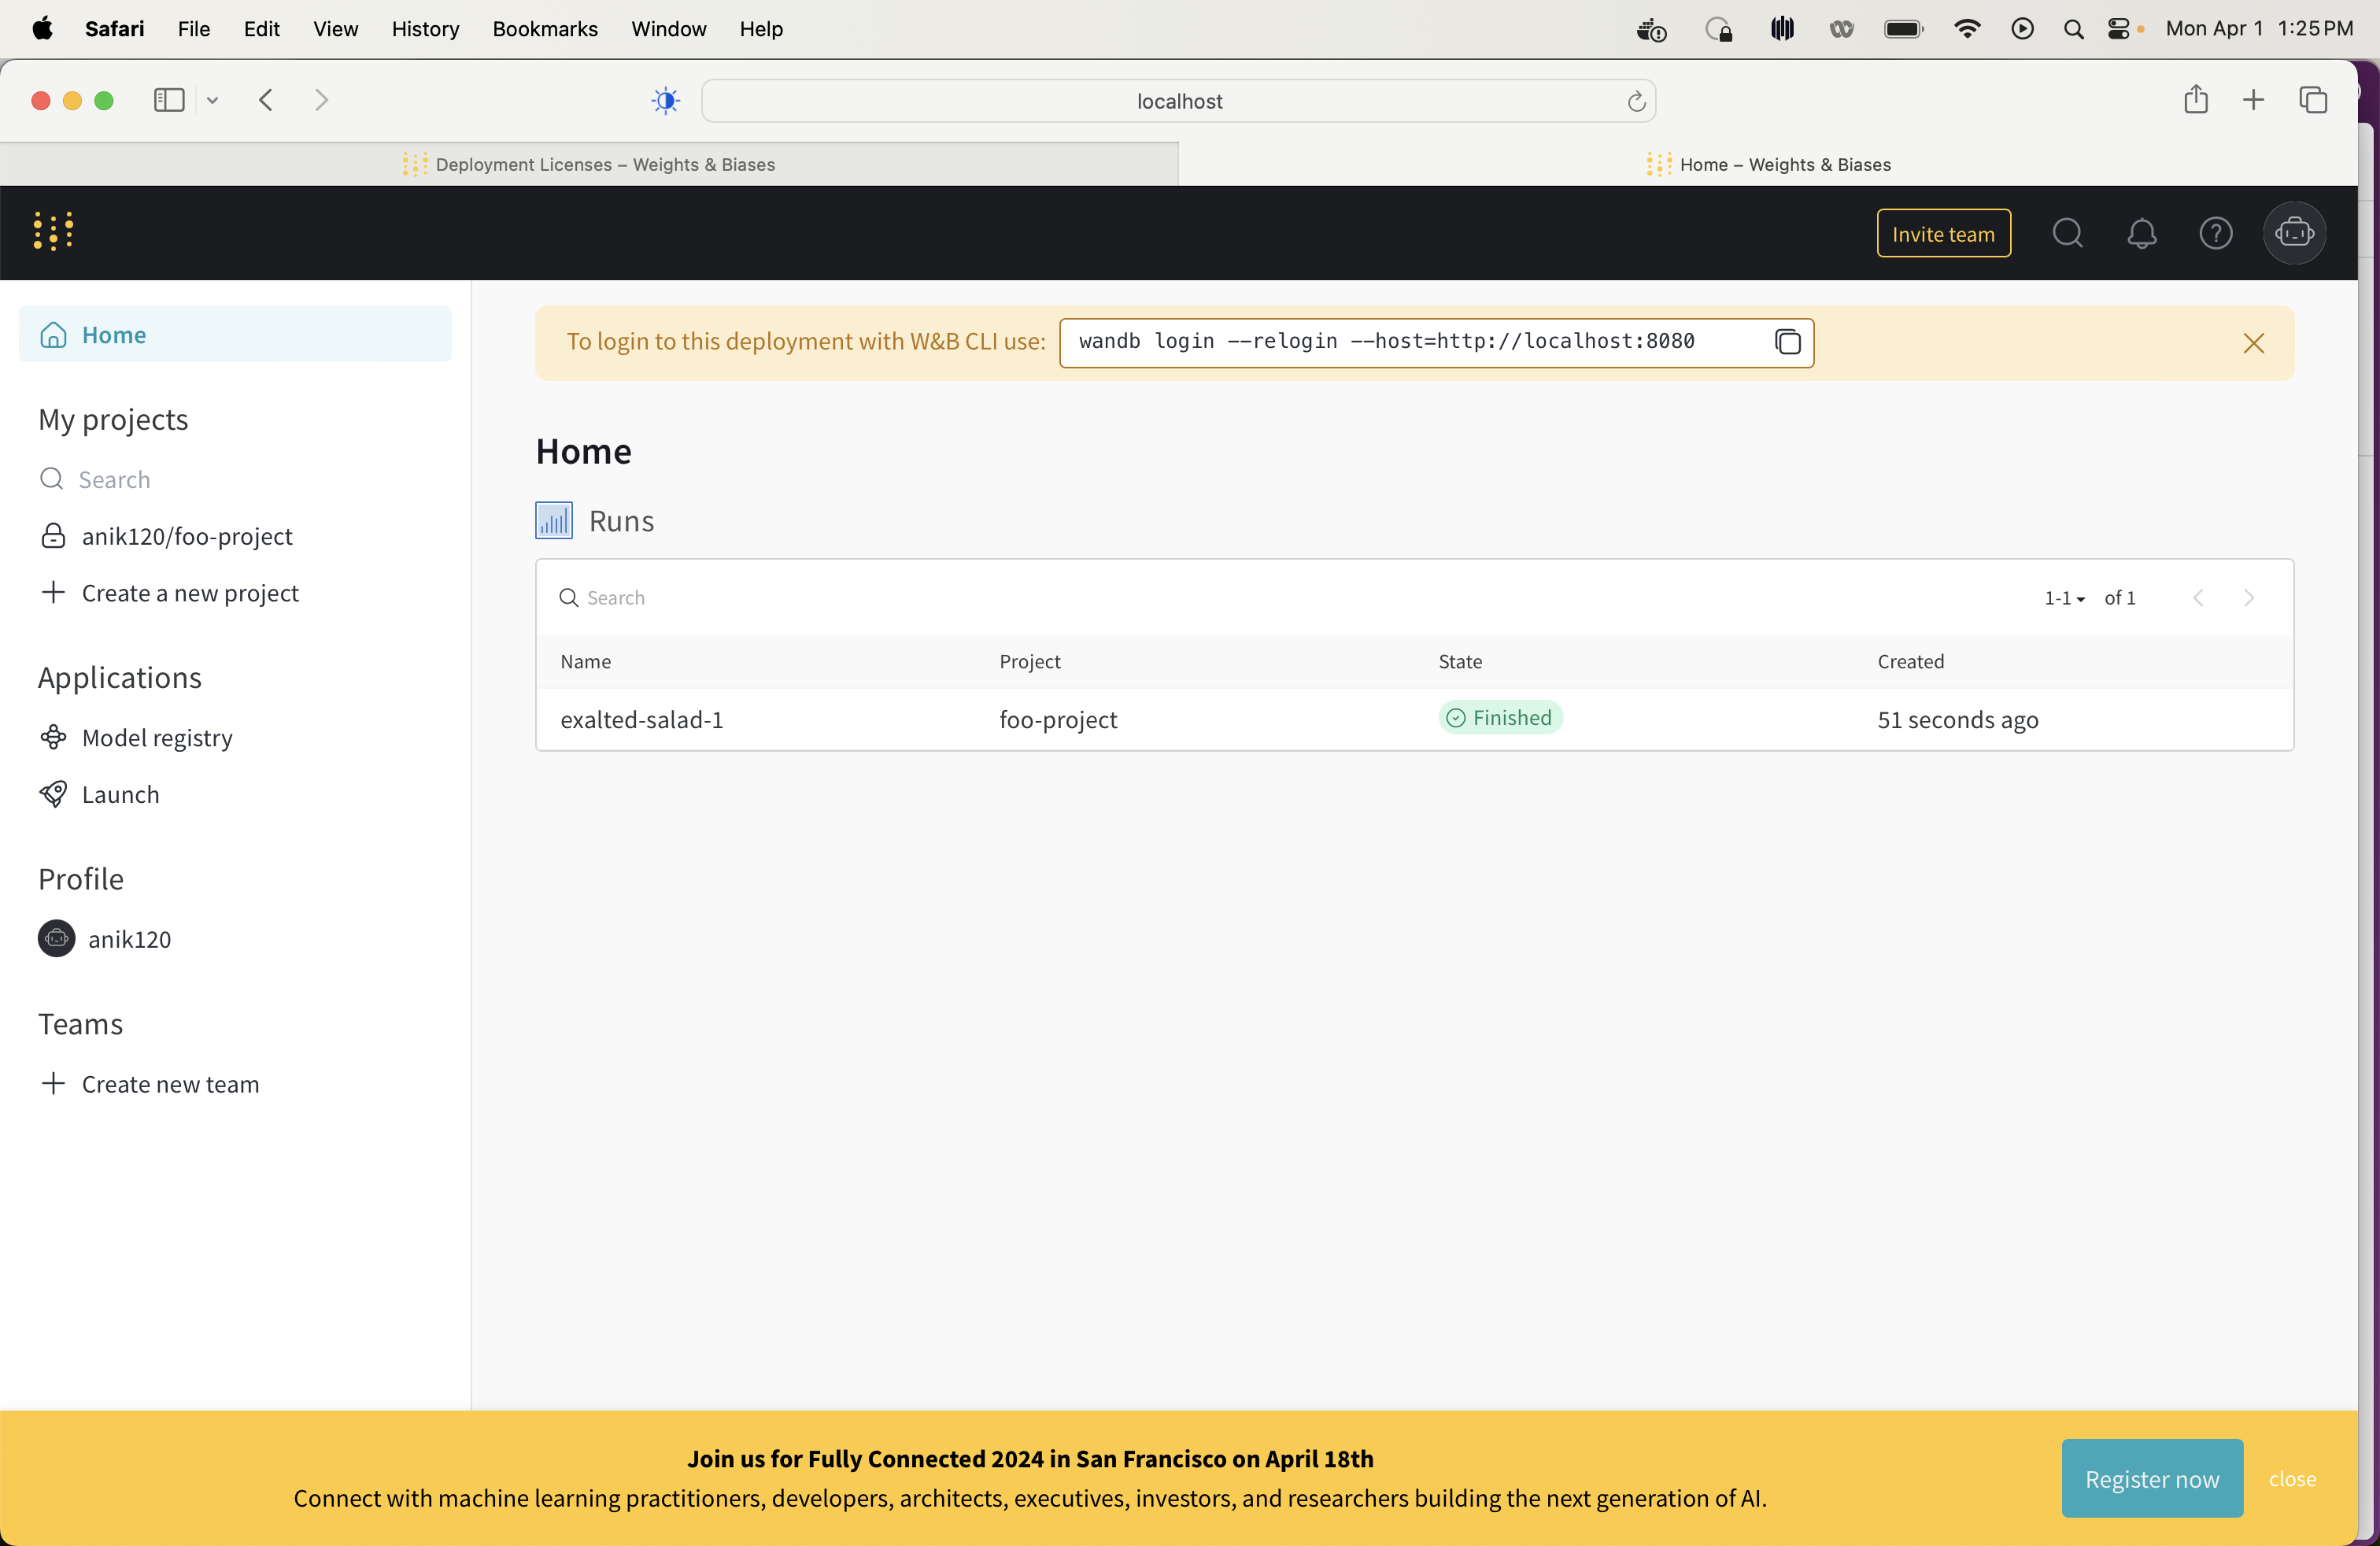 Safari File Edit View History Bookmarks Window Help Mon Apr 1 1:25 PM
localhost
Deployment Licenses – Weights & Biases
Home – Weights & Biases
Invite team
Home
My projects
Search
anik120/foo-project
Create a new project
Applications
Model registry
Launch
Profile
anik120
Teams
Create new team
To login to this deployment with W&B CLI use: wandb login --relogin --host=http://localhost:8080
Home
Runs
Search 1-1 of 1
Name Project State Created
exalted-salad-1 foo-project Finished 51 seconds ago
Join us for Fully Connected 2024 in San Francisco on April 18th
Connect with machine learning practitioners, developers, architects, executives, investors, and researchers building the next generation of AI.
Register now close